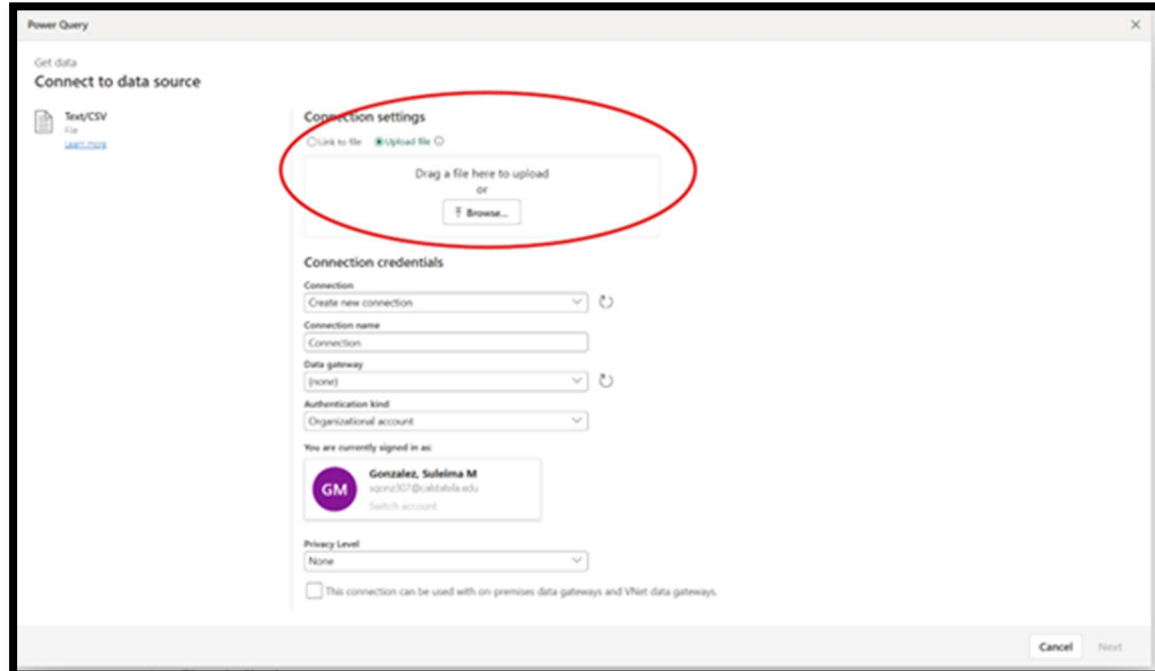 Power Query
Get data
Connect to data source
Text/CSV
File
Learn more
Connection settings
Link to file Upload file
Drag a file here to upload
or
Browse...
Connection credentials
Connection
Create new connection
Connection name
Connection
Data gateway
(none)
Authentication kind
Organizational account
You are currently signed in as:
GM
Gonzalez, Suleima M
sgonz307@calstatela.edu
Switch account
Privacy Level
None
This connection can be used with on-premises data gateways and VNet data gateways.
Cancel Next